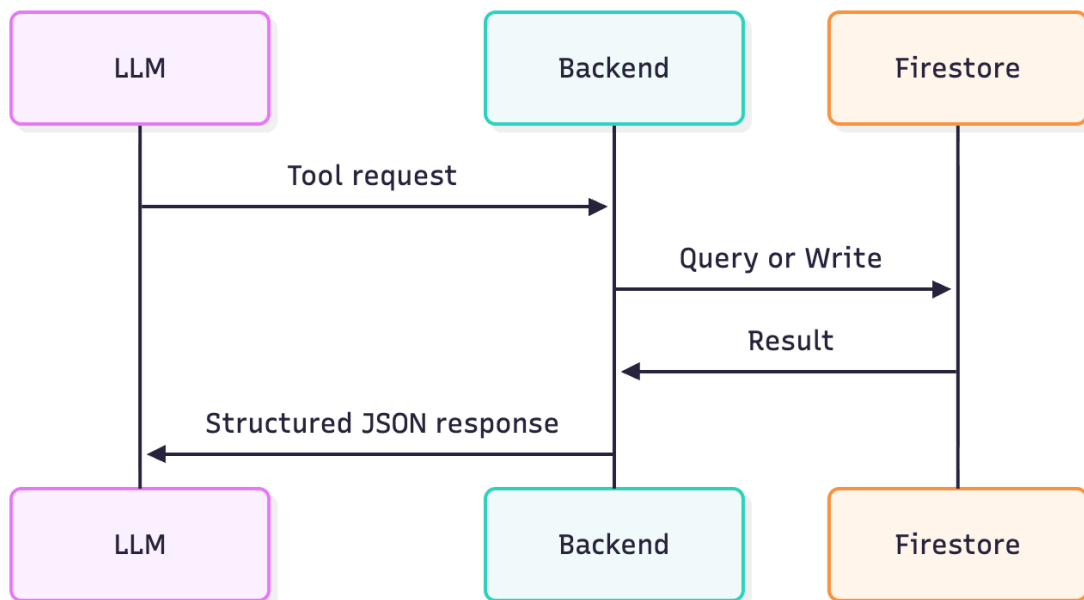 LLM
Backend
Firestore
Tool request
Query or Write
Result
Structured JSON response
LLM
Backend
Firestore